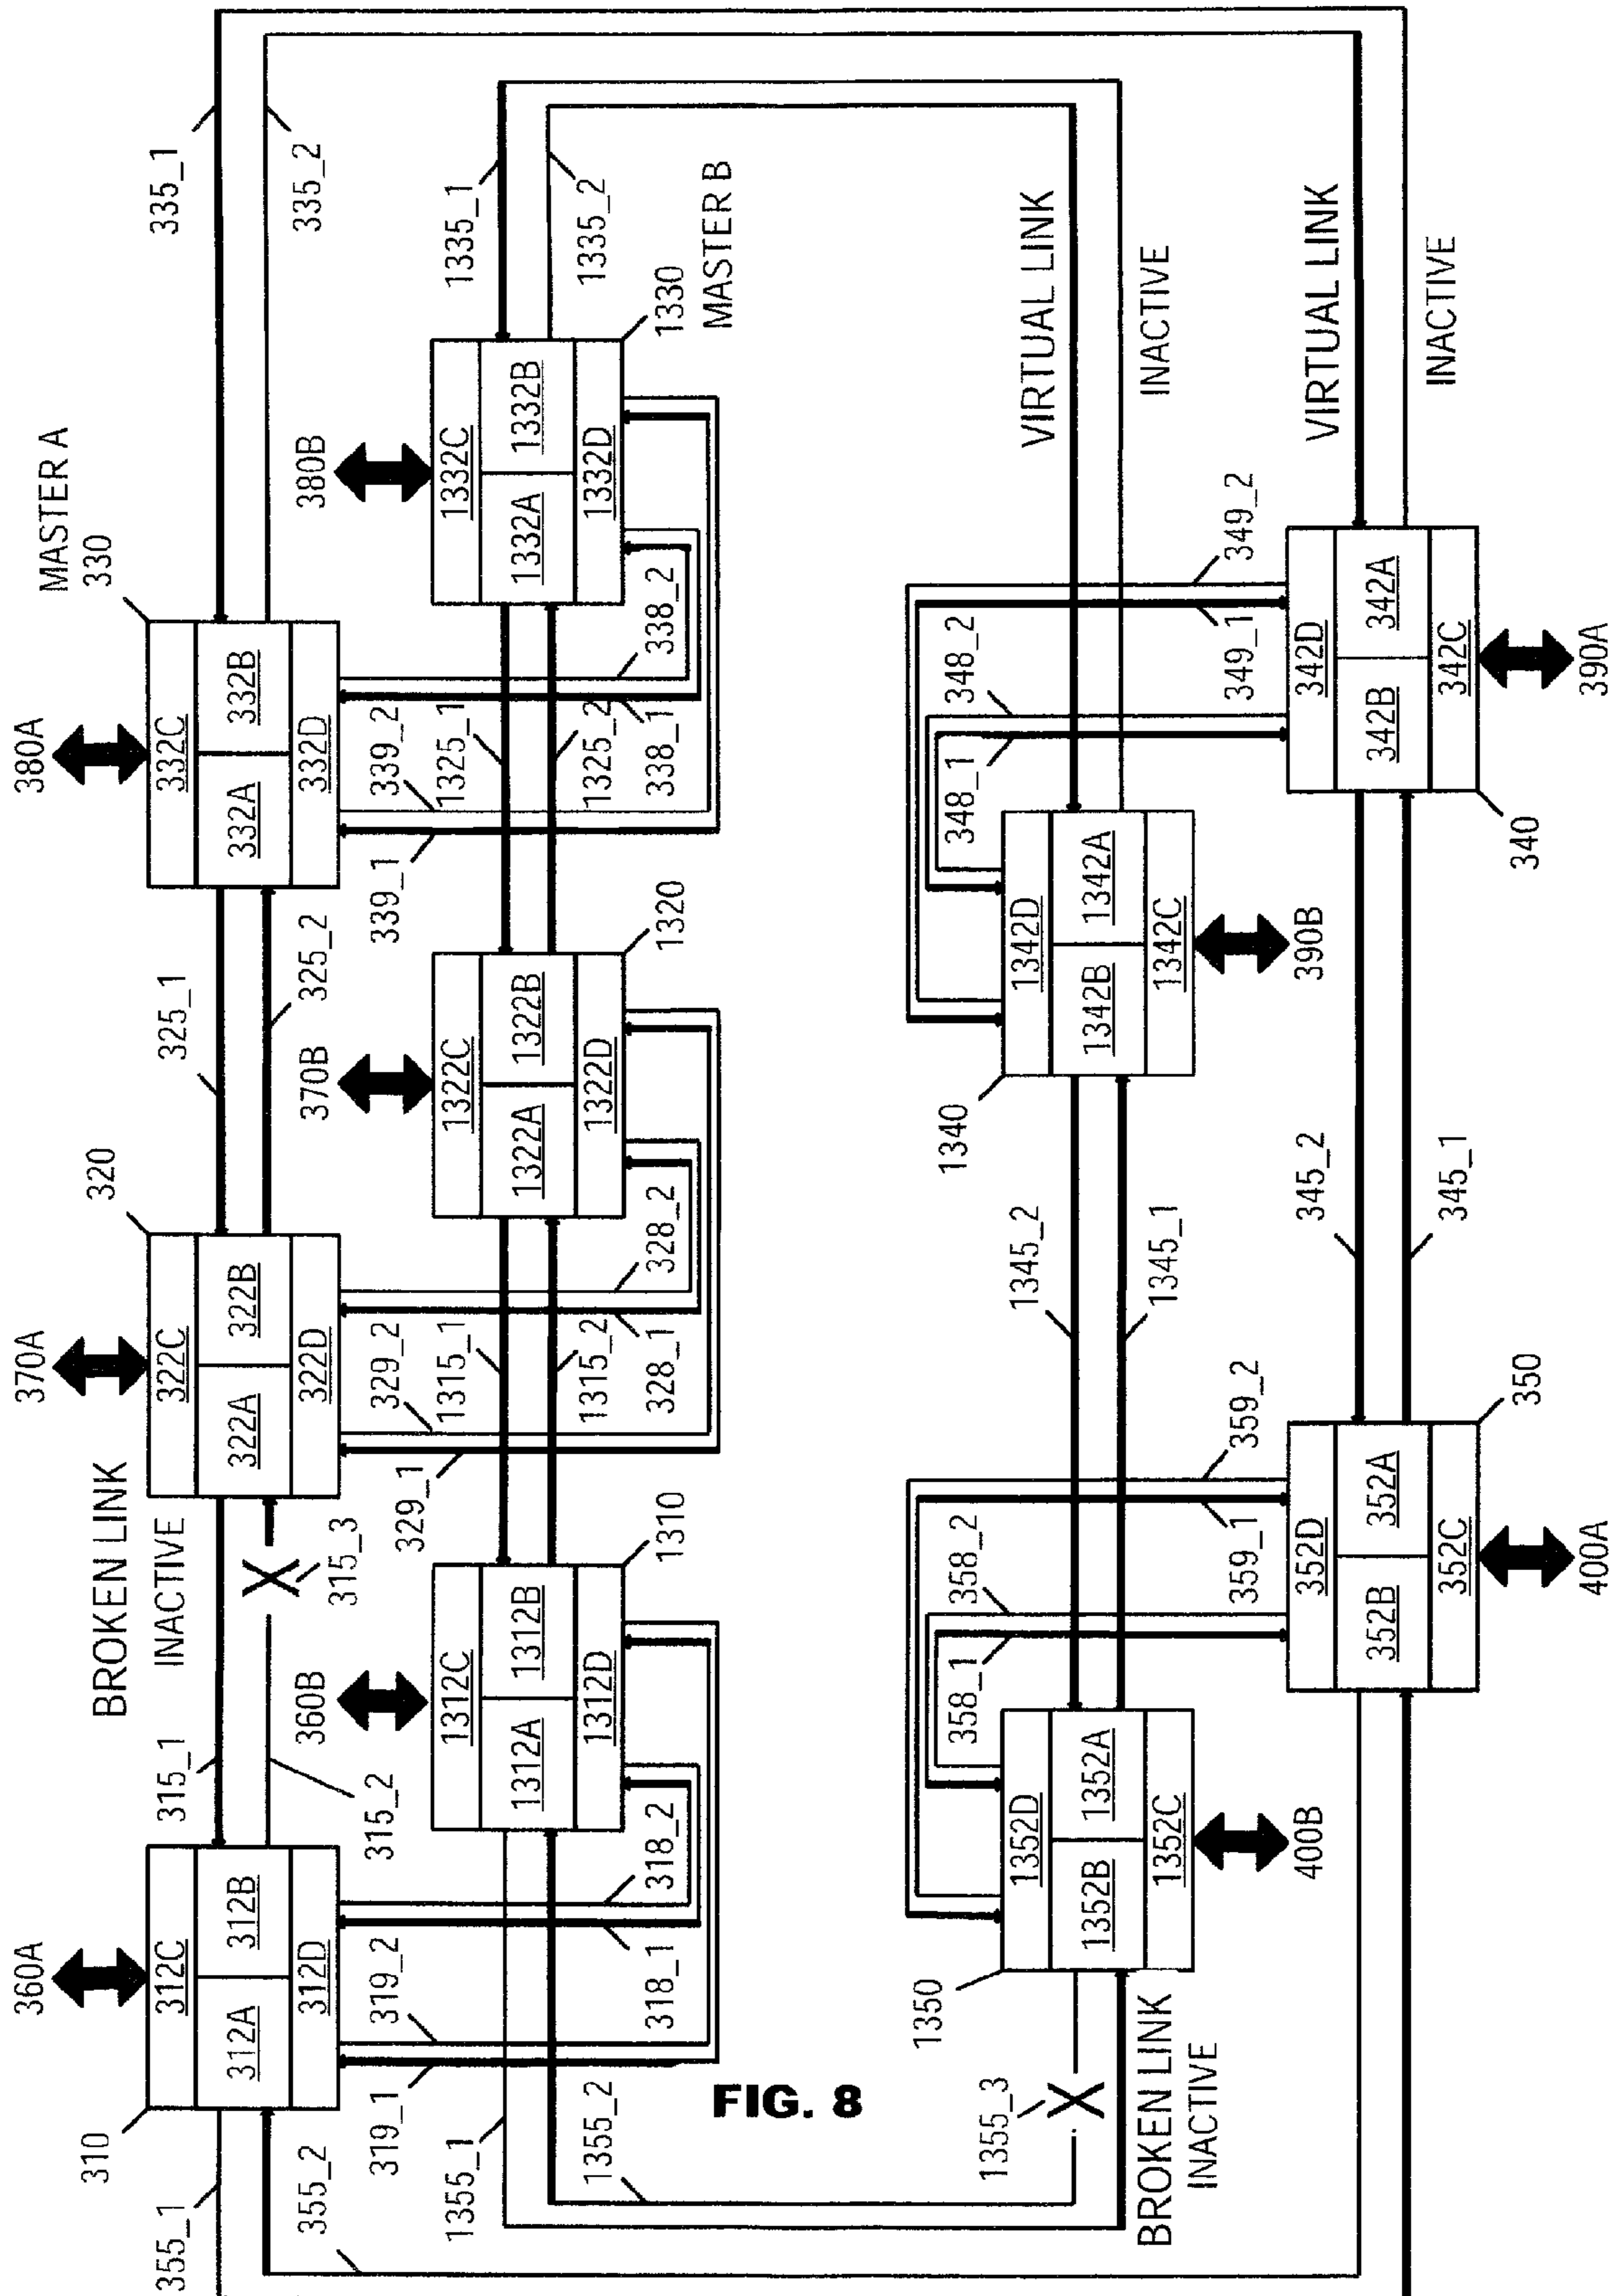 335_1
335_2
1335_1
1335_2
MASTER A
330
380A
332C
332A
332B
332D
MASTER B
1330
380B
1332C
1332A
1332B
1332D
338_2
338_1
339_2
339_1
1325_1
1325_2
325_1
325_2
320
370A
322C
322A
322B
322D
1320
370B
1322C
1322A
1322B
1322D
328_2
328_1
329_2
329_1
1315_1
1315_2
BROKEN LINK
INACTIVE
315_1
315_2
315_3
310
360A
312C
312A
312B
312D
1310
360B
1312C
1312A
1312B
1312D
318_2
318_1
319_2
319_1
355_1
355_2
1355_1
1355_2
1355_3
BROKEN LINK
INACTIVE
VIRTUAL LINK
INACTIVE
VIRTUAL LINK
INACTIVE
1340
1342D
1342B
1342A
1342C
390B
348_1
348_2
349_1
349_2
340
342D
342B
342A
342C
390A
1345_2
1345_1
345_2
345_1
1350
1352D
1352B
1352A
1352C
400B
358_1
358_2
359_1
359_2
350
352D
352B
352A
352C
400A
FIG. 8